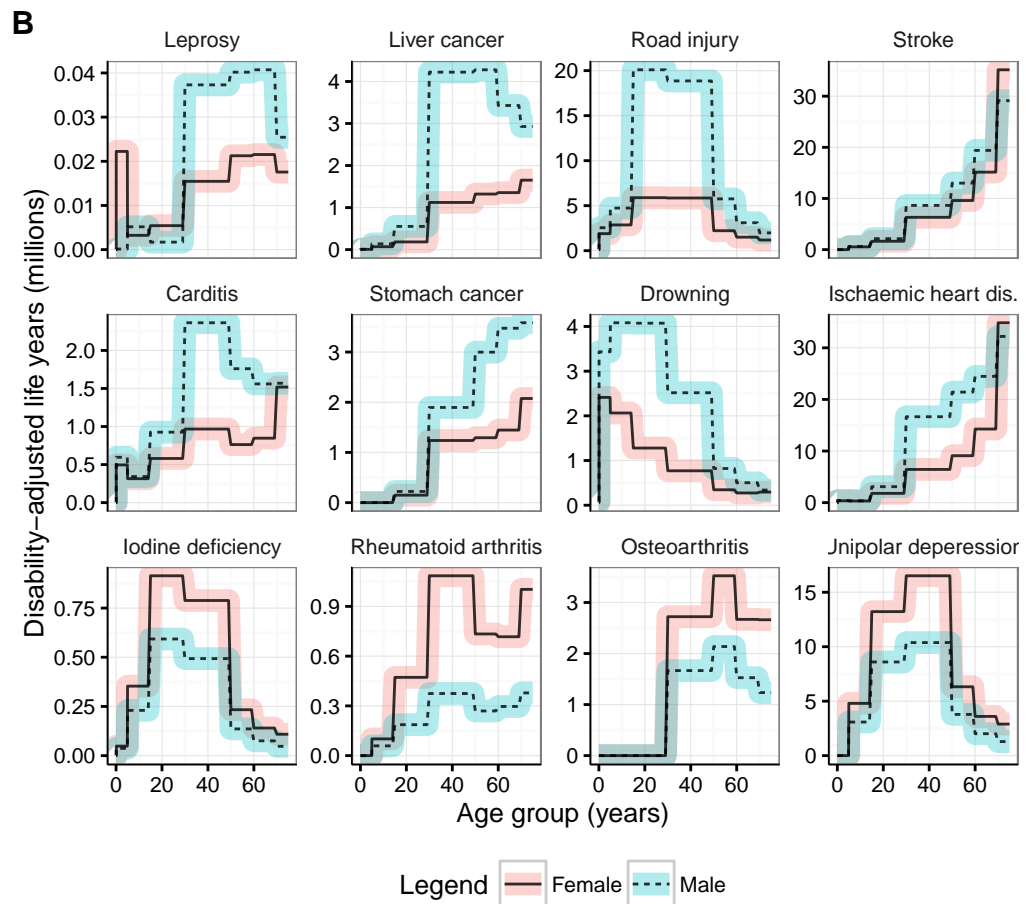 B
Leprosy Liver cancer Road injury Stroke
0.04 0.03 0.02 0.01 0.00
4 3 2 1 0
20 15 10 5 0
30 20 10 0
Carditis Stomach cancer Drowning Ischaemic heart dis.
2.0 1.5 1.0 0.5 0.0
3 2 1 0
4 3 2 1 0
30 20 10 0
Iodine deficiency Rheumatoid arthritis Osteoarthritis Unipolar deperession
0.75 0.50 0.25 0.00
0.9 0.6 0.3 0.0
3 2 1 0
15 10 5 0
0 20 40 60 0 20 40 60 0 20 40 60 0 20 40 60
Disability−adjusted life years (millions)
Age group (years)
Legend Female Male